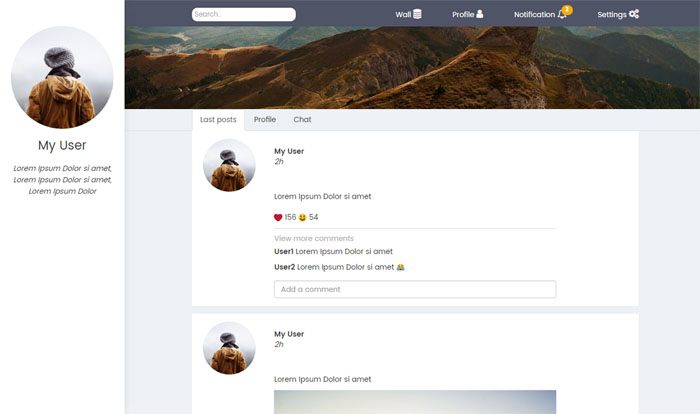 Search..
Wall
Profile
Notification 2
Settings
My User
Lorem Ipsum Dolor si amet,
Lorem Ipsum Dolor si amet,
Lorem Ipsum Dolor
Last posts
Profile
Chat
My User
2h
Lorem Ipsum Dolor si amet
156 54
View more comments
User1 Lorem Ipsum Dolor si amet
User2 Lorem Ipsum Dolor si amet
Add a comment
My User
2h
Lorem Ipsum Dolor si amet